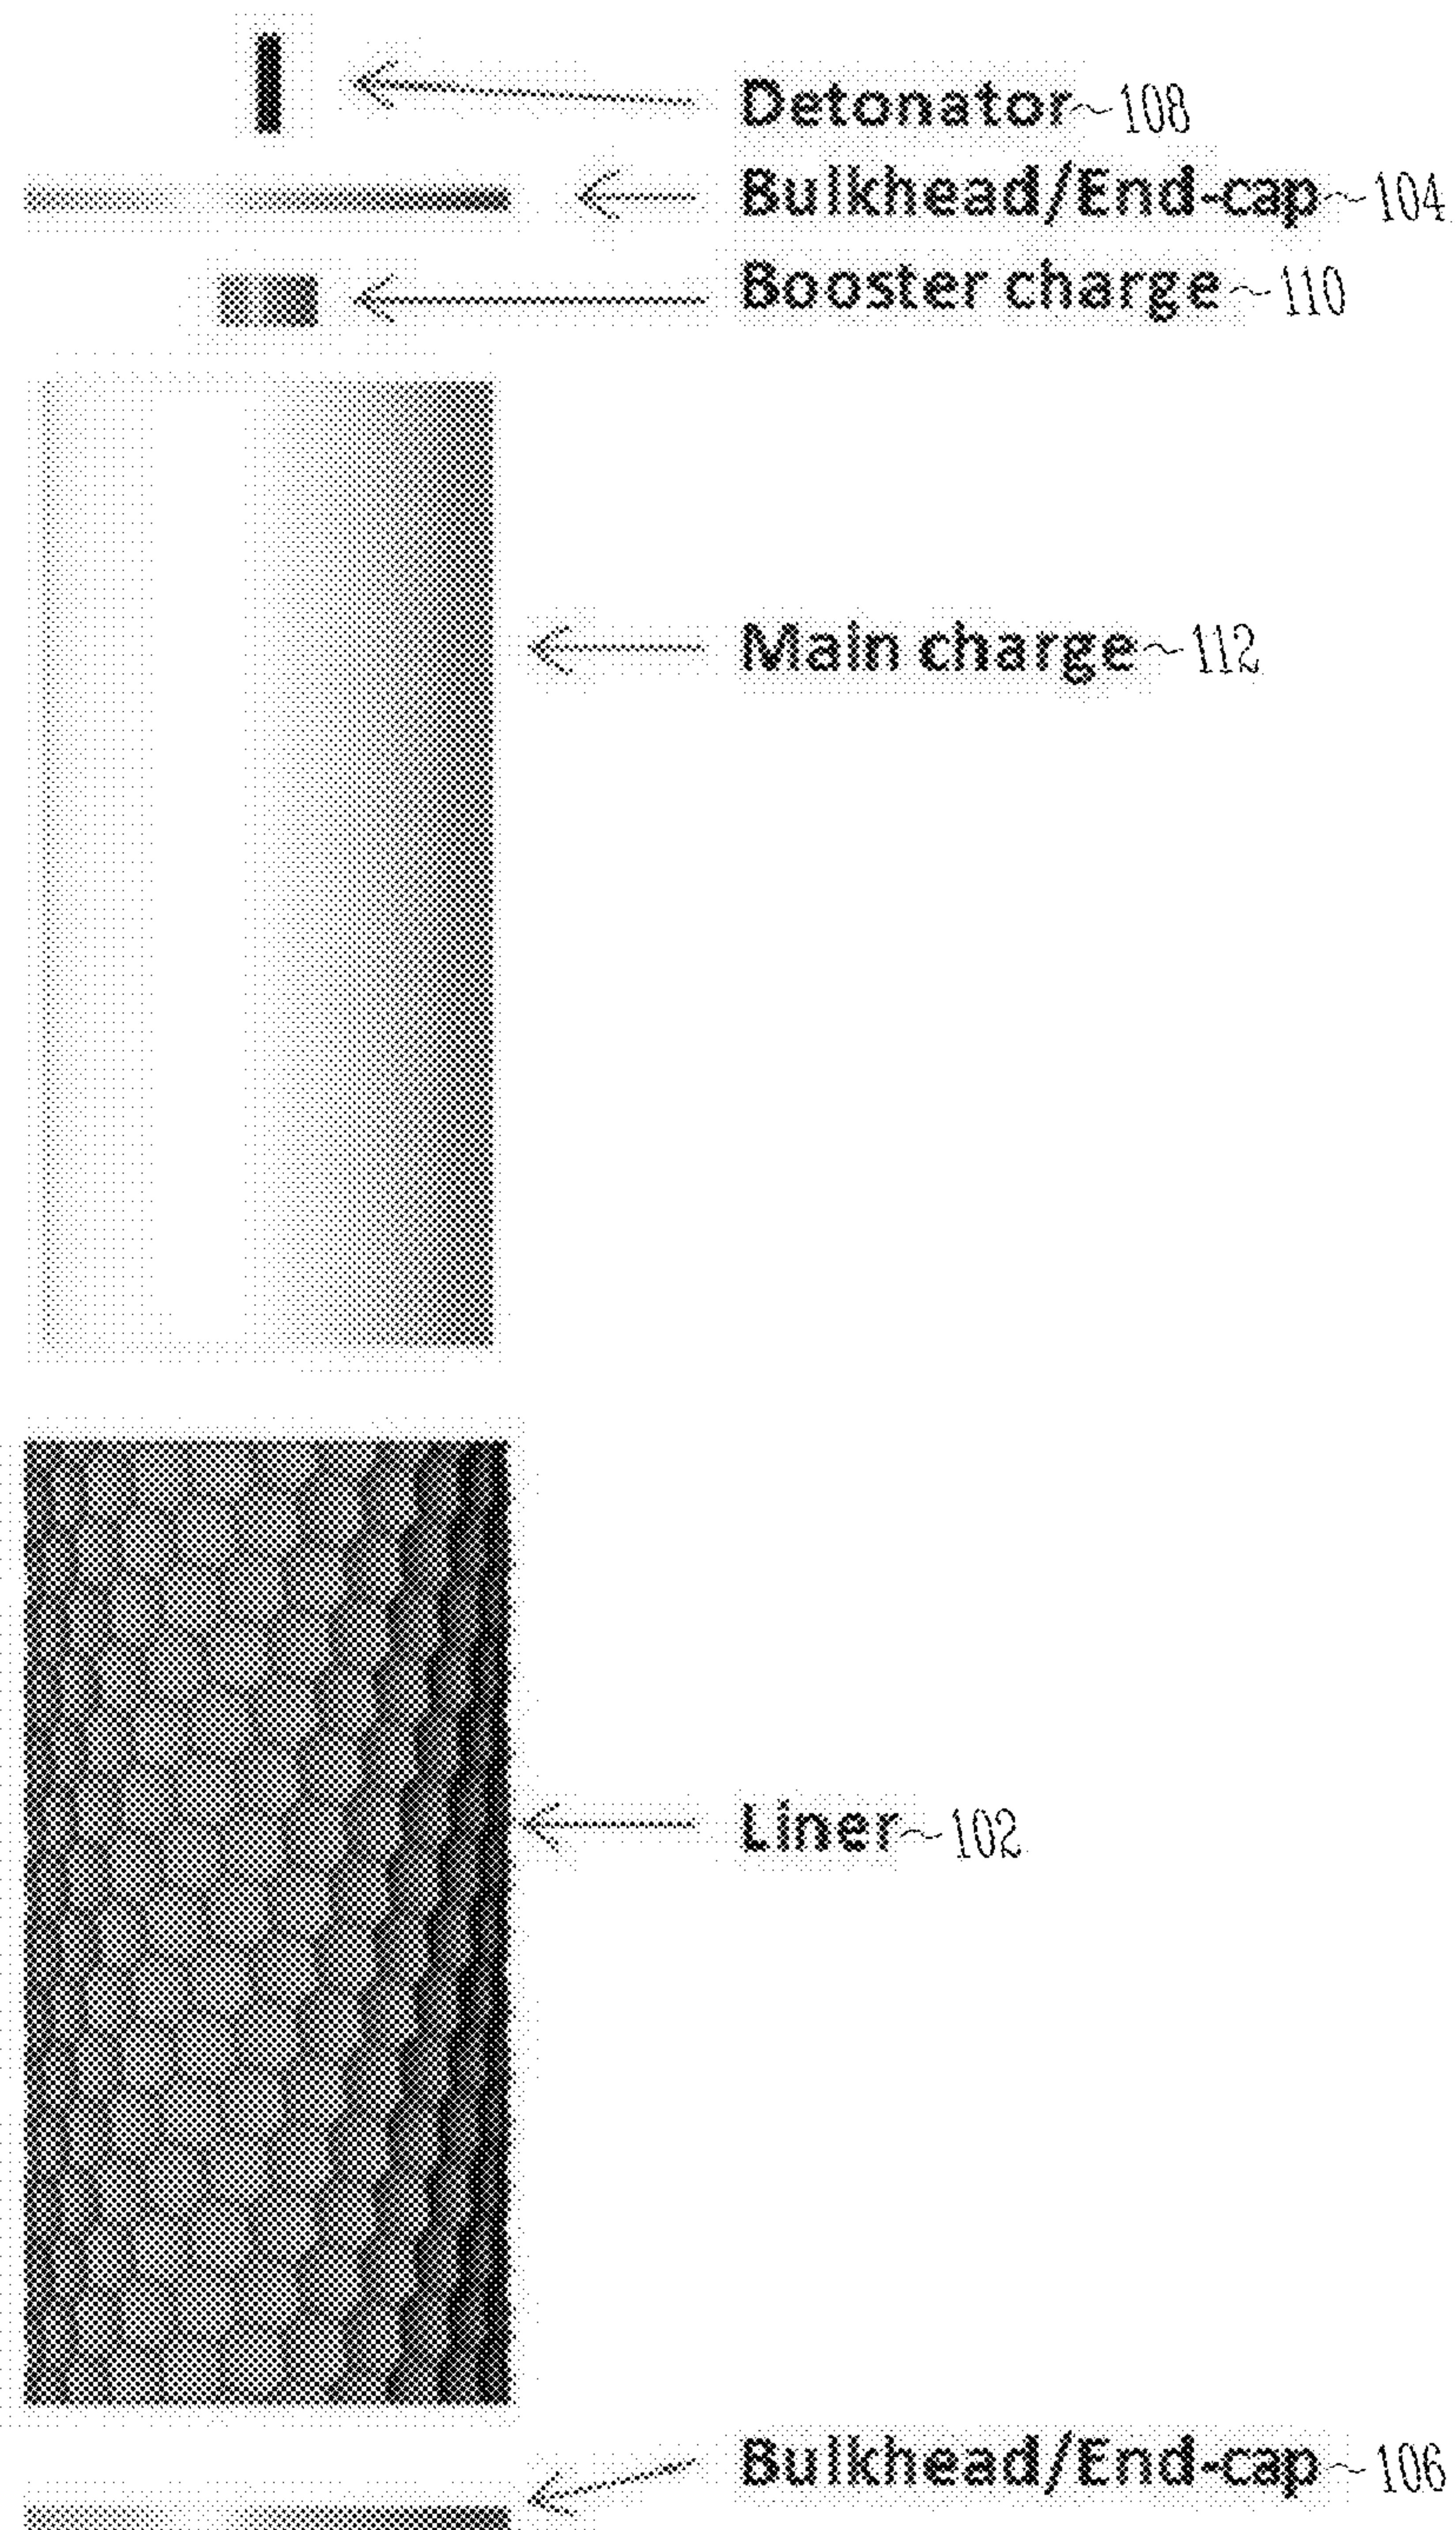 Detonator~108
Bulkhead/End-cap~104
Booster charge~110
Main charge~112
Liner~102
Bulkhead/End-cap~106